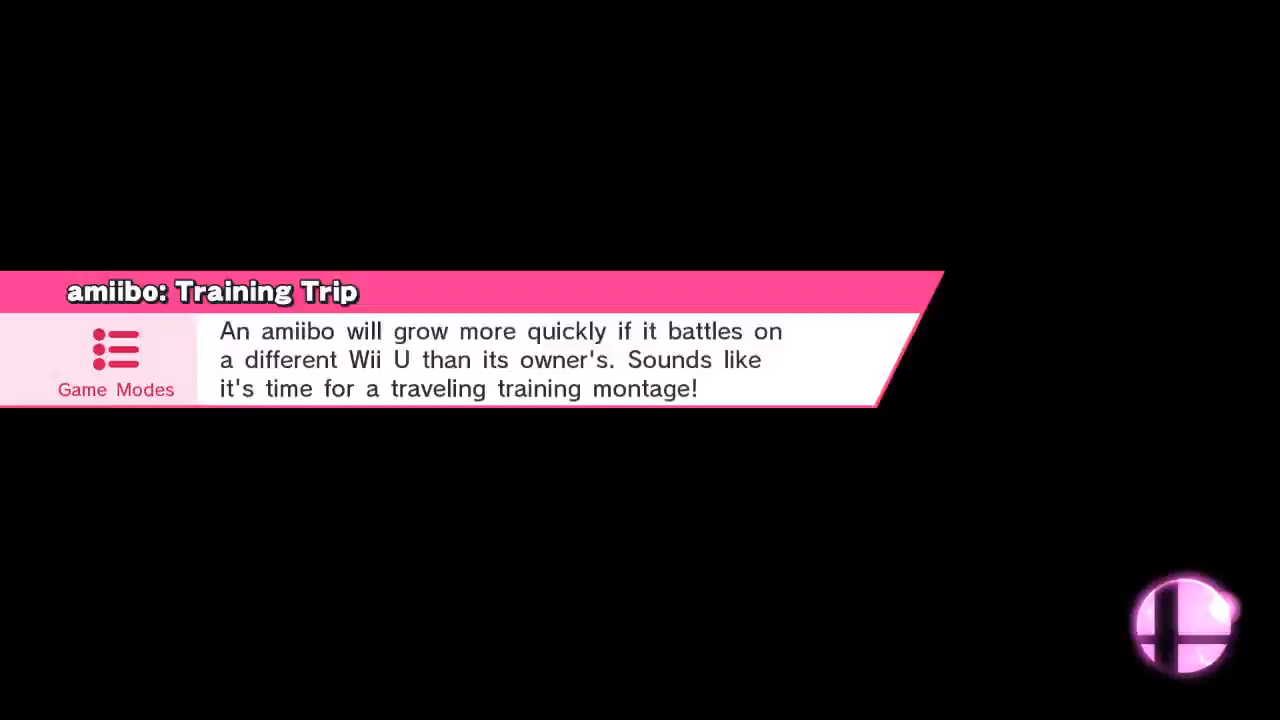 amiibo: Training Trip
Game Modes
An amiibo will grow more quickly if it battles on
a different Wii U than its owner's. Sounds like
it's time for a traveling training montage!